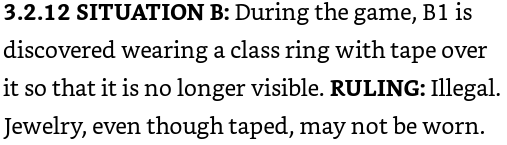 3.2.12 SITUATION B: During the game, B1 is
discovered wearing a class ring with tape over
it so that it is no longer visible. RULING: Illegal.
Jewelry, even though taped, may not be worn.